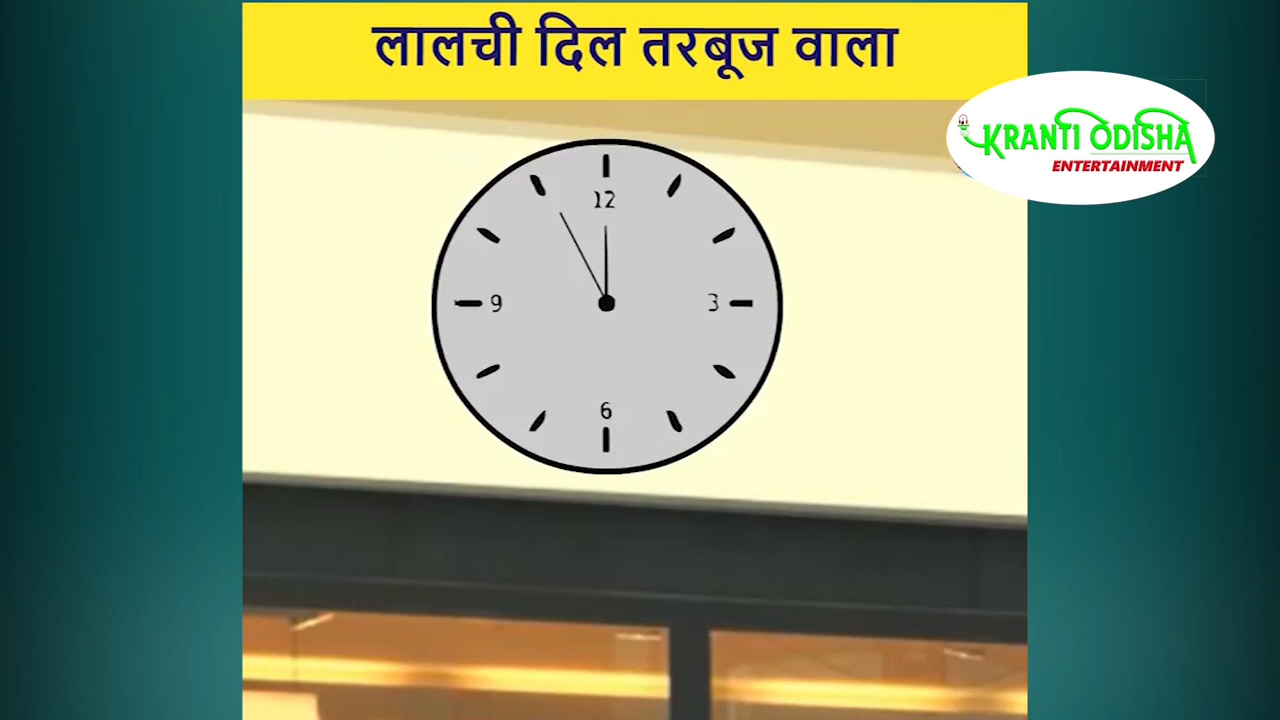 लालची दिल तरबूज वाला
KRANTI ODISHA
ENTERTAINMENT
12
9
3
6